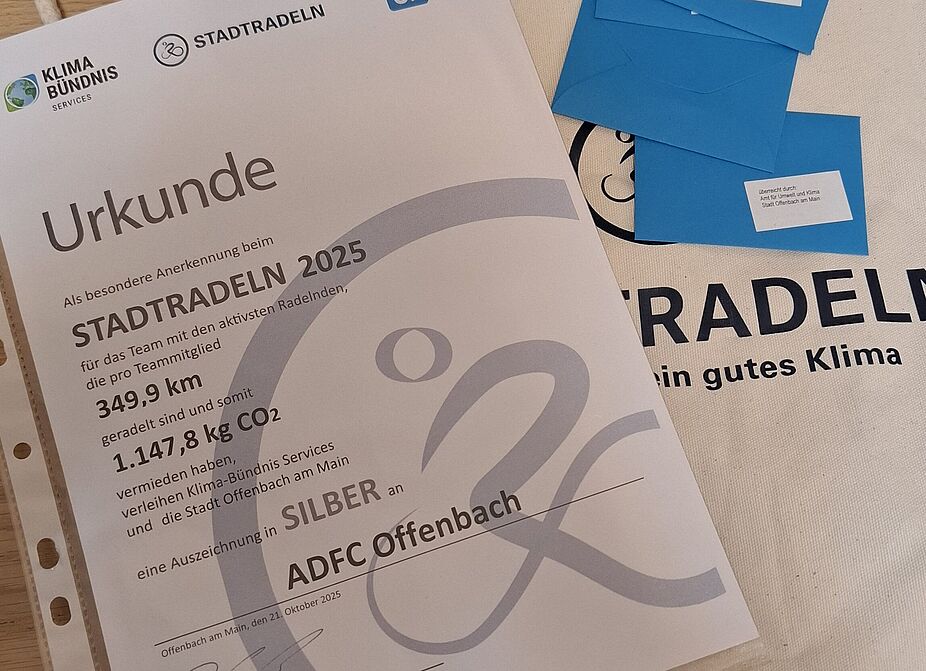 KLIMA
BÜNDNIS
SERVICES
STADTRADELN
Urkunde
Als besondere Anerkennung beim
STADTRADELN 2025
für das Team mit den aktivsten Radelnden,
die pro Teammitglied
349,9 km
geradelt sind und somit
1.147,8 kg CO2
vermieden haben,
verleihen Klima-Bündnis Services
und die Stadt Offenbach am Main
eine Auszeichnung in SILBER an
ADFC Offenbach
Offenbach am Main, den 21. Oktober 2025
überreicht durch:
Amt für Umwelt und Klima
Stadt Offenbach am Main
TRADELN
ein gutes Klima